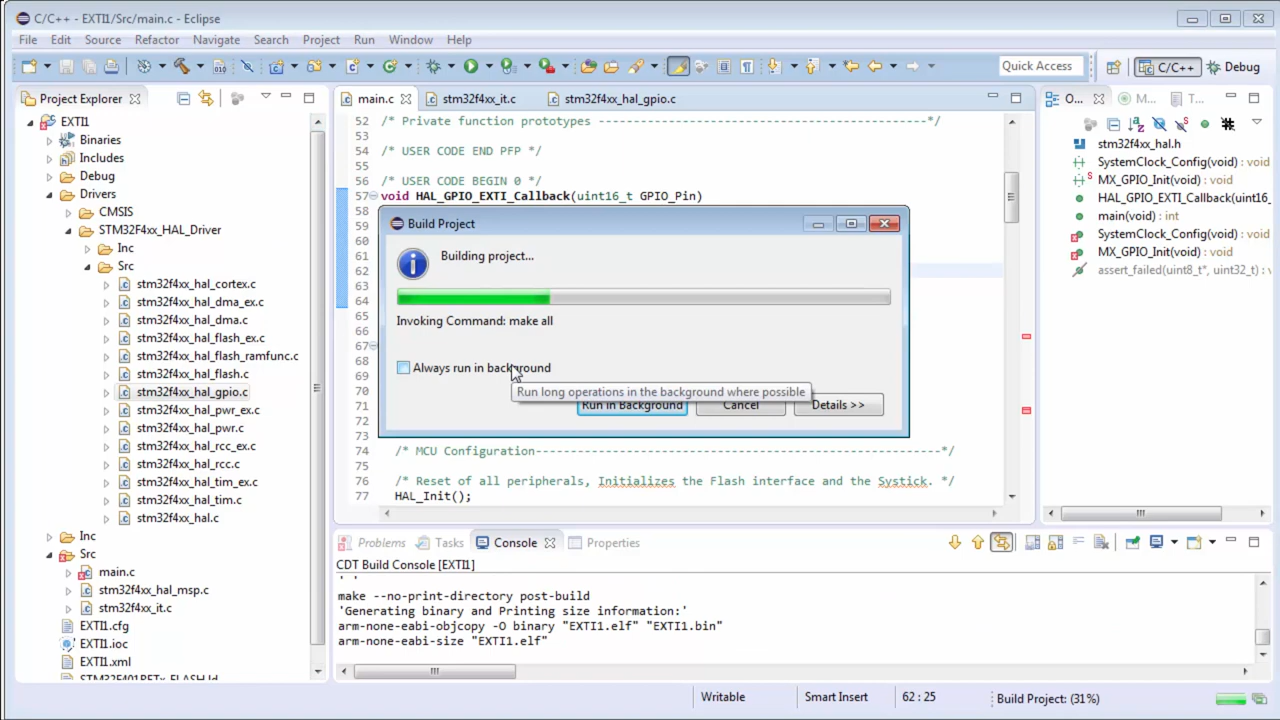 C/C++ - EXTI1/Src/main.c - Eclipse
File Edit Source Refactor Navigate Search Project Run Window Help
Quick Access
C/C++
Debug
Project Explorer
EXTI1
Binaries
Includes
Debug
Drivers
CMSIS
STM32F4xx_HAL_Driver
Inc
Src
stm32f4xx_hal_cortex.c
stm32f4xx_hal_dma_ex.c
stm32f4xx_hal_dma.c
stm32f4xx_hal_flash_ex.c
stm32f4xx_hal_flash_ramfunc.c
stm32f4xx_hal_flash.c
stm32f4xx_hal_gpio.c
stm32f4xx_hal_pwr_ex.c
stm32f4xx_hal_pwr.c
stm32f4xx_hal_rcc_ex.c
stm32f4xx_hal_rcc.c
stm32f4xx_hal_tim_ex.c
stm32f4xx_hal_tim.c
stm32f4xx_hal.c
Inc
Src
main.c
stm32f4xx_hal_msp.c
stm32f4xx_it.c
EXTI1.cfg
EXTI1.ioc
EXTI1.xml
STM32F401RETx_FLASH.ld
main.c stm32f4xx_it.c stm32f4xx_hal_gpio.c
52 /* Private function prototypes -----------------------------------------------*/
53
54 /* USER CODE END PFP */
55
56 /* USER CODE BEGIN 0 */
57 void HAL_GPIO_EXTI_Callback(uint16_t GPIO_Pin)
58
59
60
61
62
63
64
65
66
67
68
69
70
71
72
73
74 /* MCU Configuration----------------------------------------------------------*/
75
76 /* Reset of all peripherals, Initializes the Flash interface and the Systick. */
77 HAL_Init();
Build Project
Building project...
Invoking Command: make all
Always run in background
Run long operations in the background where possible
Run in Background
Cancel
Details >>
O...
M...
T...
stm32f4xx_hal.h
SystemClock_Config(void) : void
MX_GPIO_Init(void) : void
HAL_GPIO_EXTI_Callback(uint16_
main(void) : int
SystemClock_Config(void) : void
MX_GPIO_Init(void) : void
assert_failed(uint8_t*, uint32_t) : v
Problems Tasks Console Properties
CDT Build Console [EXTI1]
' '
make --no-print-directory post-build
'Generating binary and Printing size information:'
arm-none-eabi-objcopy -O binary "EXTI1.elf" "EXTI1.bin"
arm-none-eabi-size "EXTI1.elf"
Writable
Smart Insert
62 : 25
Build Project: (31%)